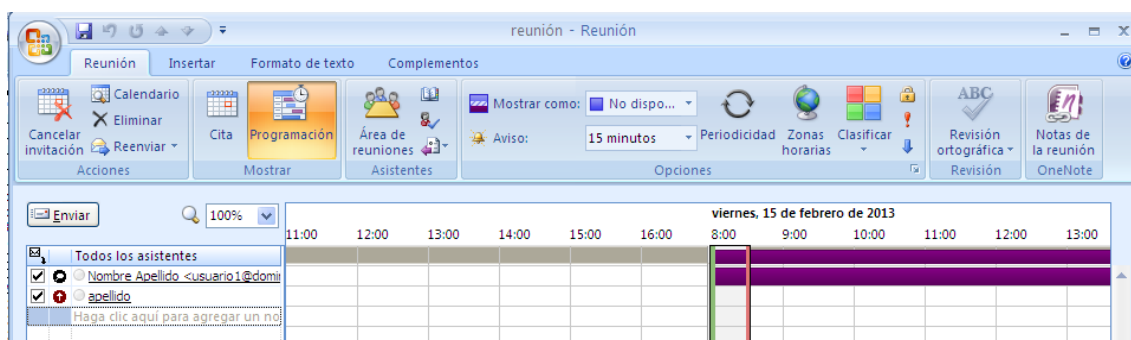 reunión - Reunión
Reunión Insertar Formato de texto Complementos
Cancelar invitación
Calendario
Eliminar
Reenviar
Acciones
Cita
Programación
Mostrar
Área de reuniones
Asistentes
Mostrar como: No dispo...
Aviso: 15 minutos
Periodicidad
Zonas horarias
Clasificar
Opciones
ABC
Revisión ortográfica
Revisión
Notas de la reunión
OneNote
Enviar 100%
viernes, 15 de febrero de 2013
11:00 12:00 13:00 14:00 15:00 16:00 8:00 9:00 10:00 11:00 12:00 13:00
Todos los asistentes
Nombre Apellido <usuario1@domi
apellido
Haga clic aquí para agregar un no